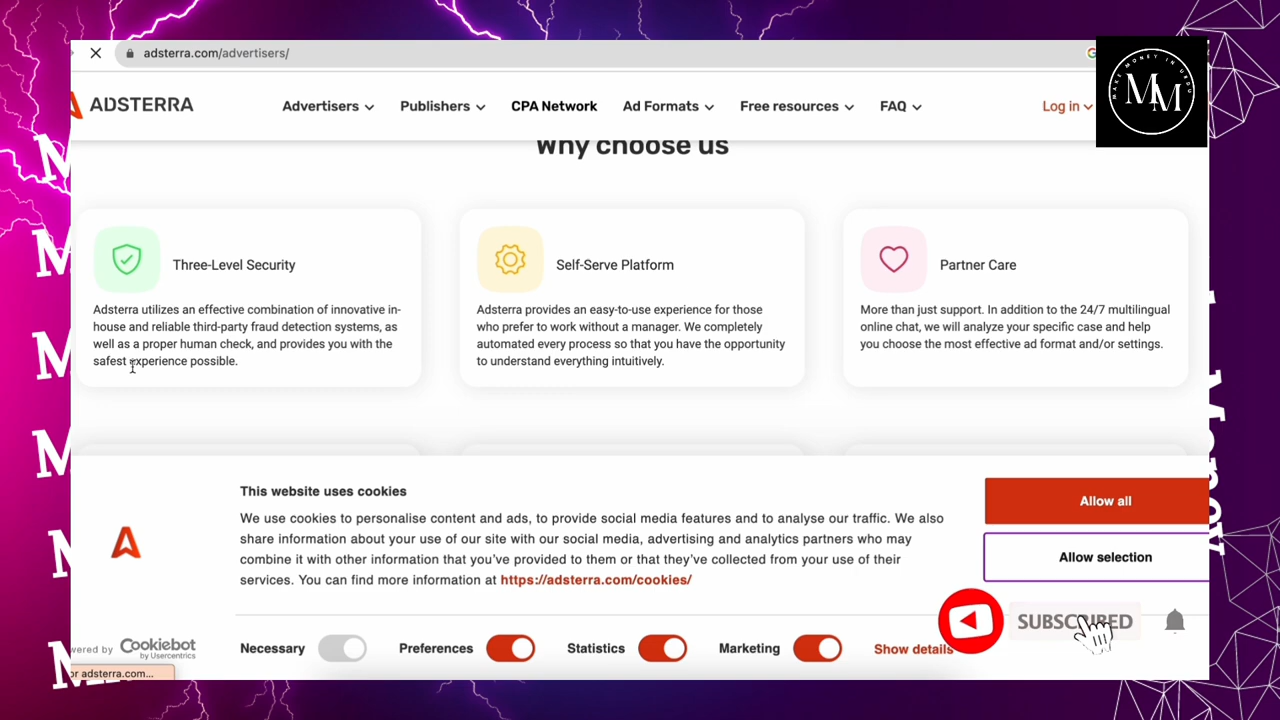 adsterra.com/advertisers/
MAKE MONEY IN URDU
MM
ADSTERRA
Advertisers
Publishers
CPA Network
Ad Formats
Free resources
FAQ
Log in
Why choose us
Three-Level Security
Adsterra utilizes an effective combination of innovative in-
house and reliable third-party fraud detection systems, as
well as a proper human check, and provides you with the
safest experience possible.
Self-Serve Platform
Adsterra provides an easy-to-use experience for those
who prefer to work without a manager. We completely
automated every process so that you have the opportunity
to understand everything intuitively.
Partner Care
More than just support. In addition to the 24/7 multilingual
online chat, we will analyze your specific case and help
you choose the most effective ad format and/or settings.
This website uses cookies
We use cookies to personalise content and ads, to provide social media features and to analyse our traffic. We also
share information about your use of our site with our social media, advertising and analytics partners who may
combine it with other information that you've provided to them or that they've collected from your use of their
services. You can find more information at https://adsterra.com/cookies/
Allow all
Allow selection
SUBSCRIBED
wered by Cookiebot
by Usercentrics
Necessary
Preferences
Statistics
Marketing
Show details
or adsterra.com...